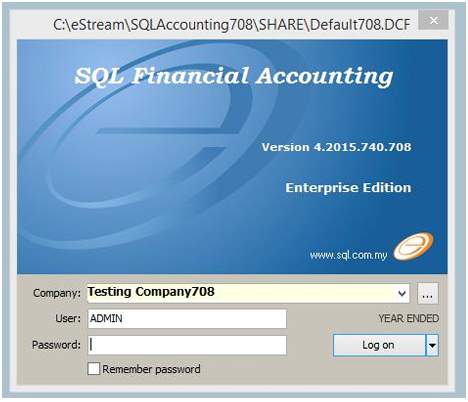 C:\eStream\SQLAccounting708\SHARE\Default708.DCF
SQL Financial Accounting
Version 4.2015.740.708
Enterprise Edition
www.sql.com.my
Company: Testing Company708 ...
User: ADMIN YEAR ENDED
Password: Log on
Remember password